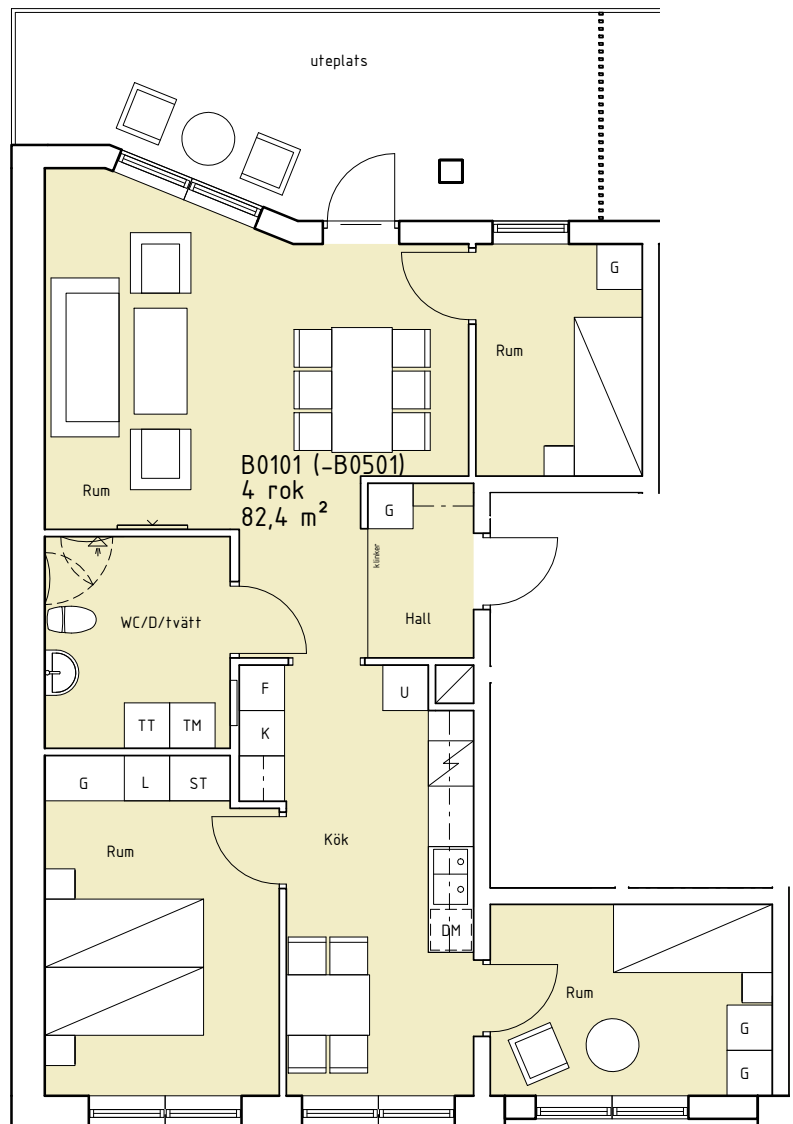 uteplats
G
Rum
B0101 (-B0501)
4 rok
82,4 m²
Rum
G
klinker
Hall
WC/D/tvätt
F
U
K
TT
TM
G
L
ST
Kök
Rum
DM
Rum
G
G